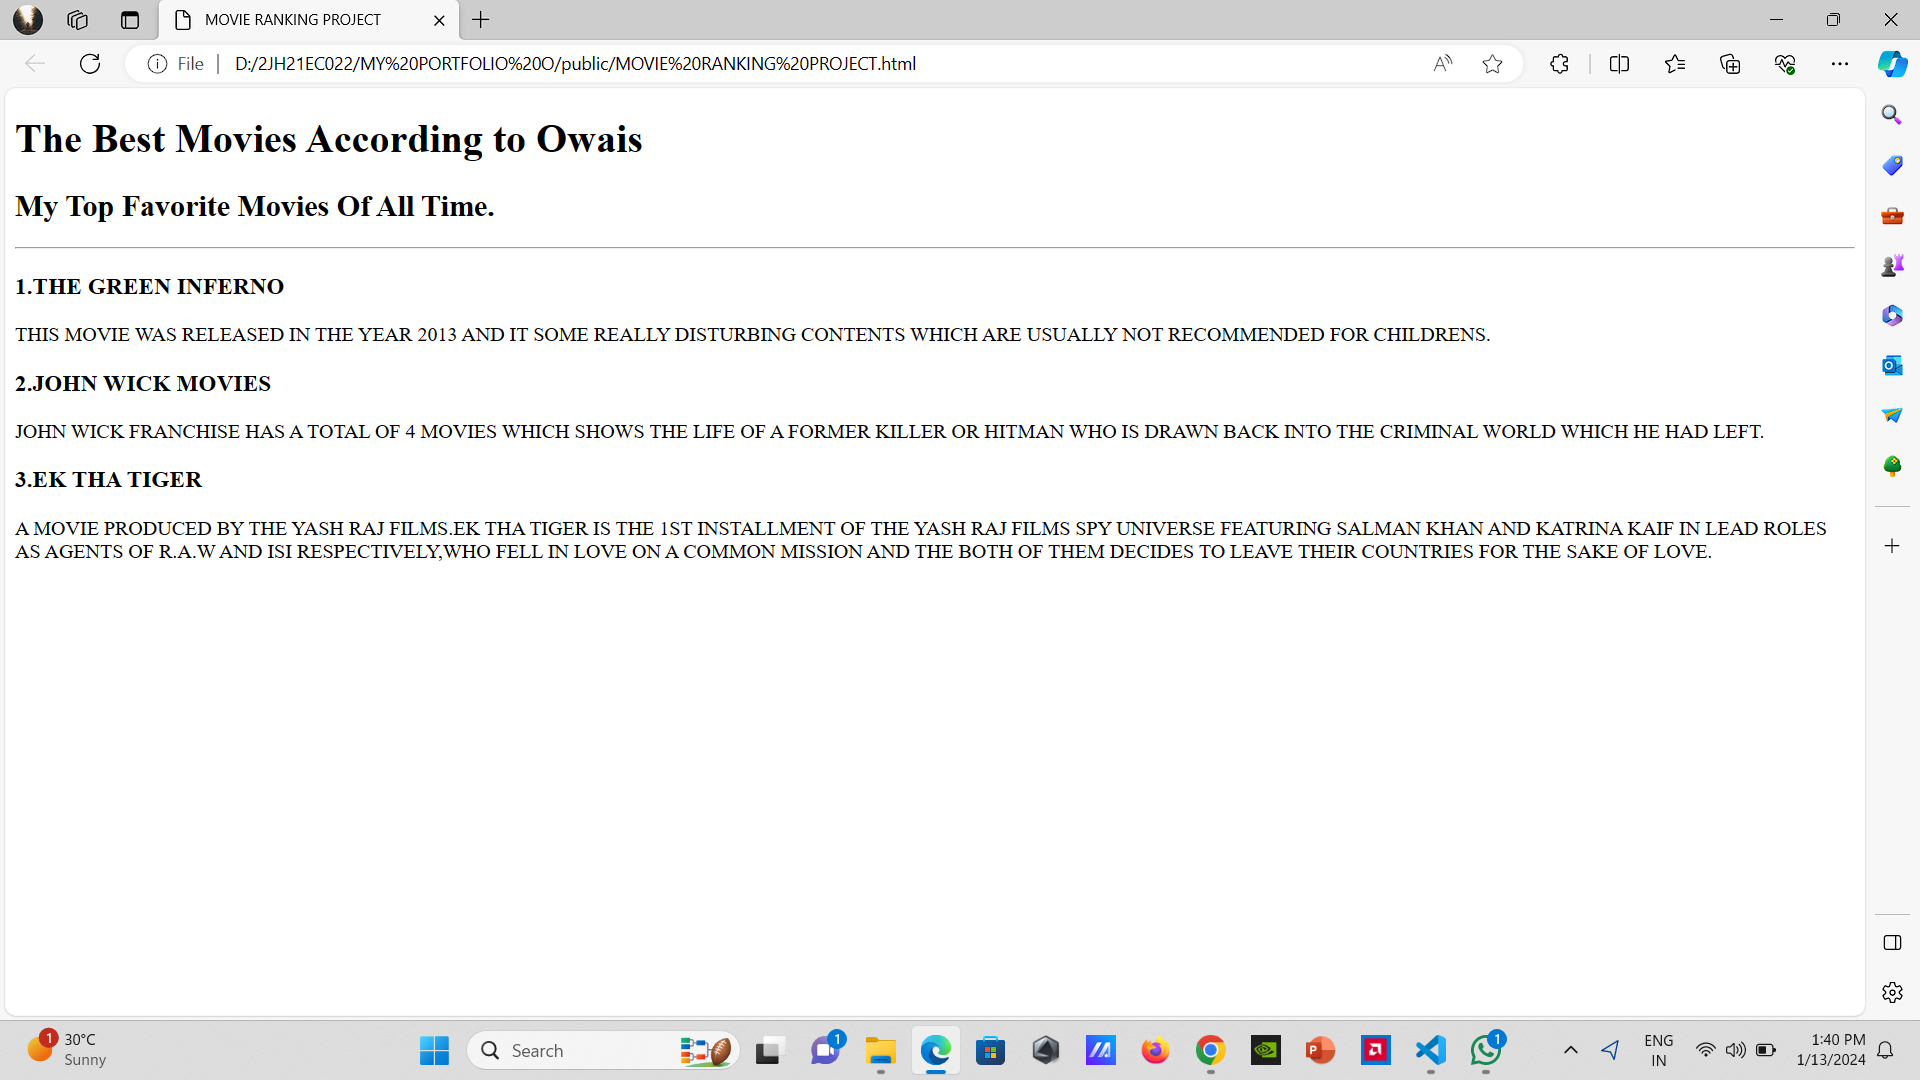 MOVIE RANKING PROJECT
File
D:/2JH21EC022/MY%20PORTFOLIO%20O/public/MOVIE%20RANKING%20PROJECT.html
The Best Movies According to Owais
My Top Favorite Movies Of All Time.
1.THE GREEN INFERNO
THIS MOVIE WAS RELEASED IN THE YEAR 2013 AND IT SOME REALLY DISTURBING CONTENTS WHICH ARE USUALLY NOT RECOMMENDED FOR CHILDRENS.
2.JOHN WICK MOVIES
JOHN WICK FRANCHISE HAS A TOTAL OF 4 MOVIES WHICH SHOWS THE LIFE OF A FORMER KILLER OR HITMAN WHO IS DRAWN BACK INTO THE CRIMINAL WORLD WHICH HE HAD LEFT.
3.EK THA TIGER
A MOVIE PRODUCED BY THE YASH RAJ FILMS.EK THA TIGER IS THE 1ST INSTALLMENT OF THE YASH RAJ FILMS SPY UNIVERSE FEATURING SALMAN KHAN AND KATRINA KAIF IN LEAD ROLES
AS AGENTS OF R.A.W AND ISI RESPECTIVELY,WHO FELL IN LOVE ON A COMMON MISSION AND THE BOTH OF THEM DECIDES TO LEAVE THEIR COUNTRIES FOR THE SAKE OF LOVE.
1
30°C
Sunny
Search
1
1
ENG
IN
1:40 PM
1/13/2024